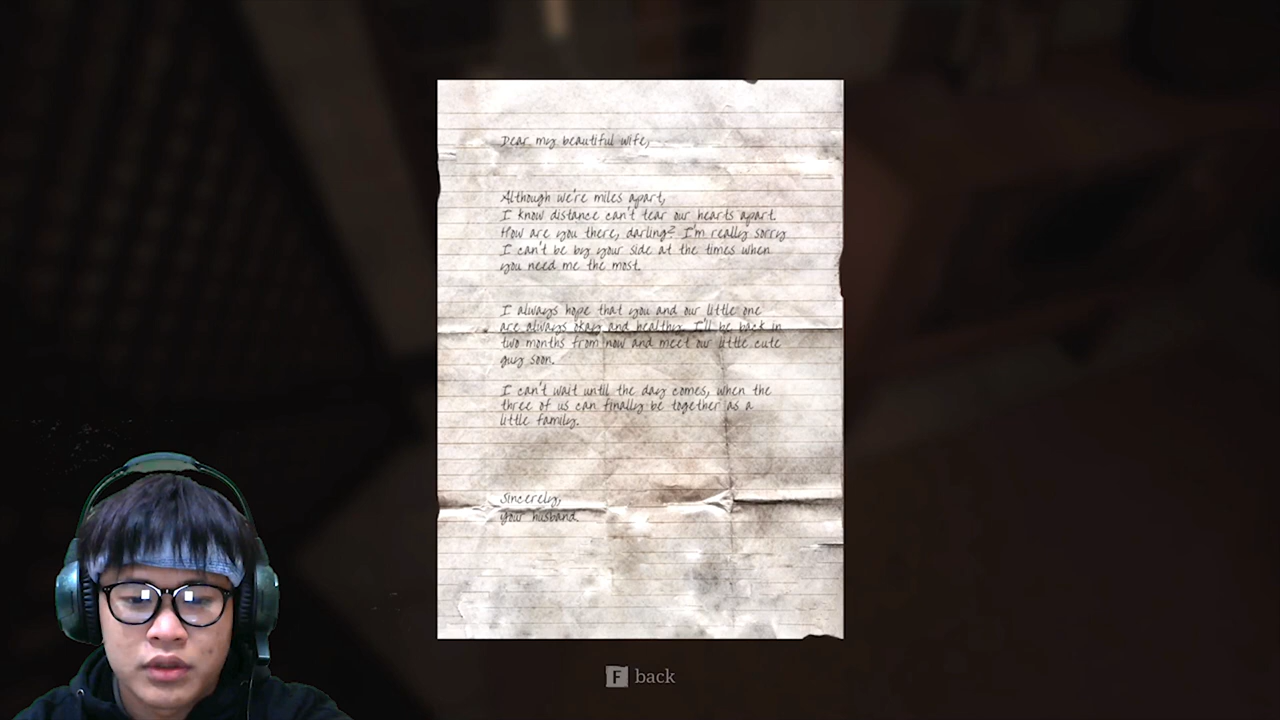 Dear my beautiful wife,
Although we're miles apart,
I know distance can't tear our hearts apart.
How are you there, darling? I'm really sorry
I can't be by your side at the times when
you need me the most.
I always hope that you and our little one
are always okay and healthy. I'll be back in
two months from now and meet our little cute
guy soon.
I can't wait until the day comes, when the
three of us can finally be together as a
little family.
Sincerely,
Your husband.
F back